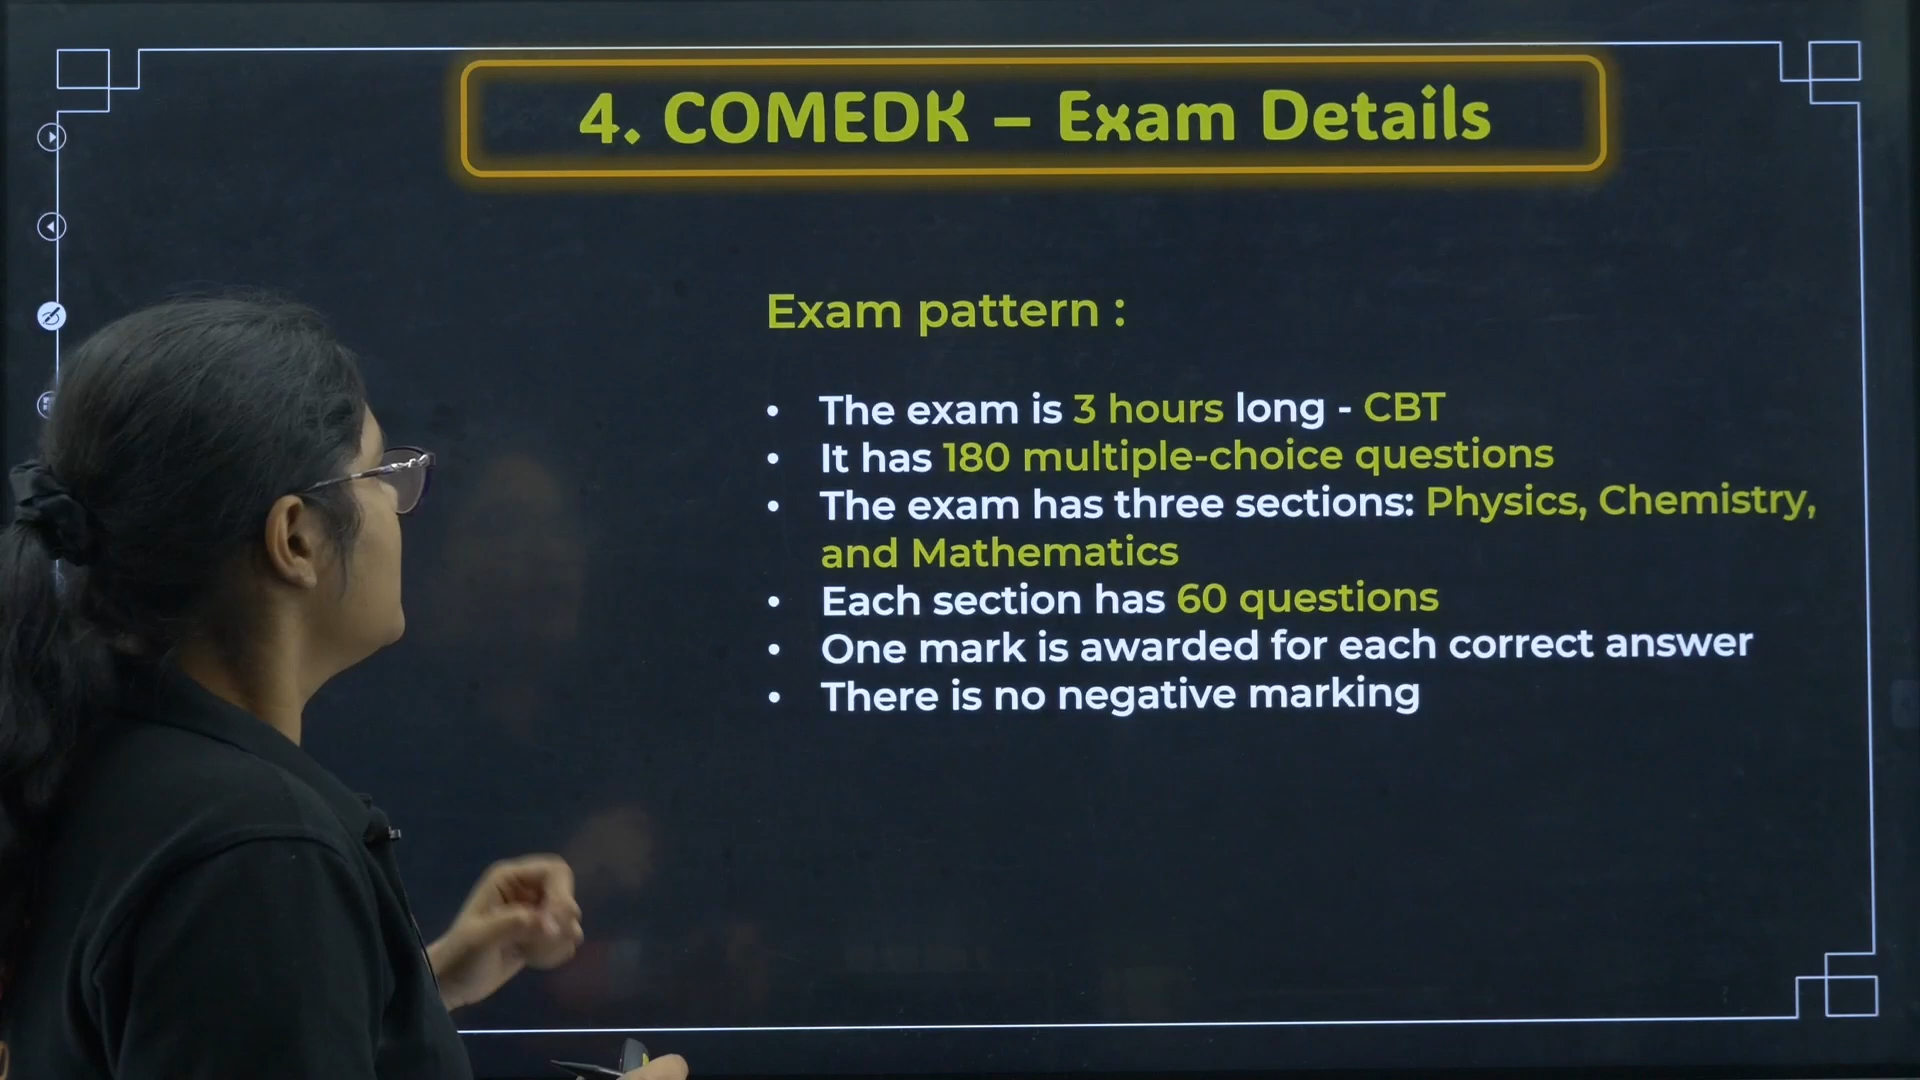 4. COMEDK – Exam Details
Exam pattern :
• The exam is 3 hours long - CBT
• It has 180 multiple-choice questions
• The exam has three sections: Physics, Chemistry,
and Mathematics
• Each section has 60 questions
• One mark is awarded for each correct answer
• There is no negative marking